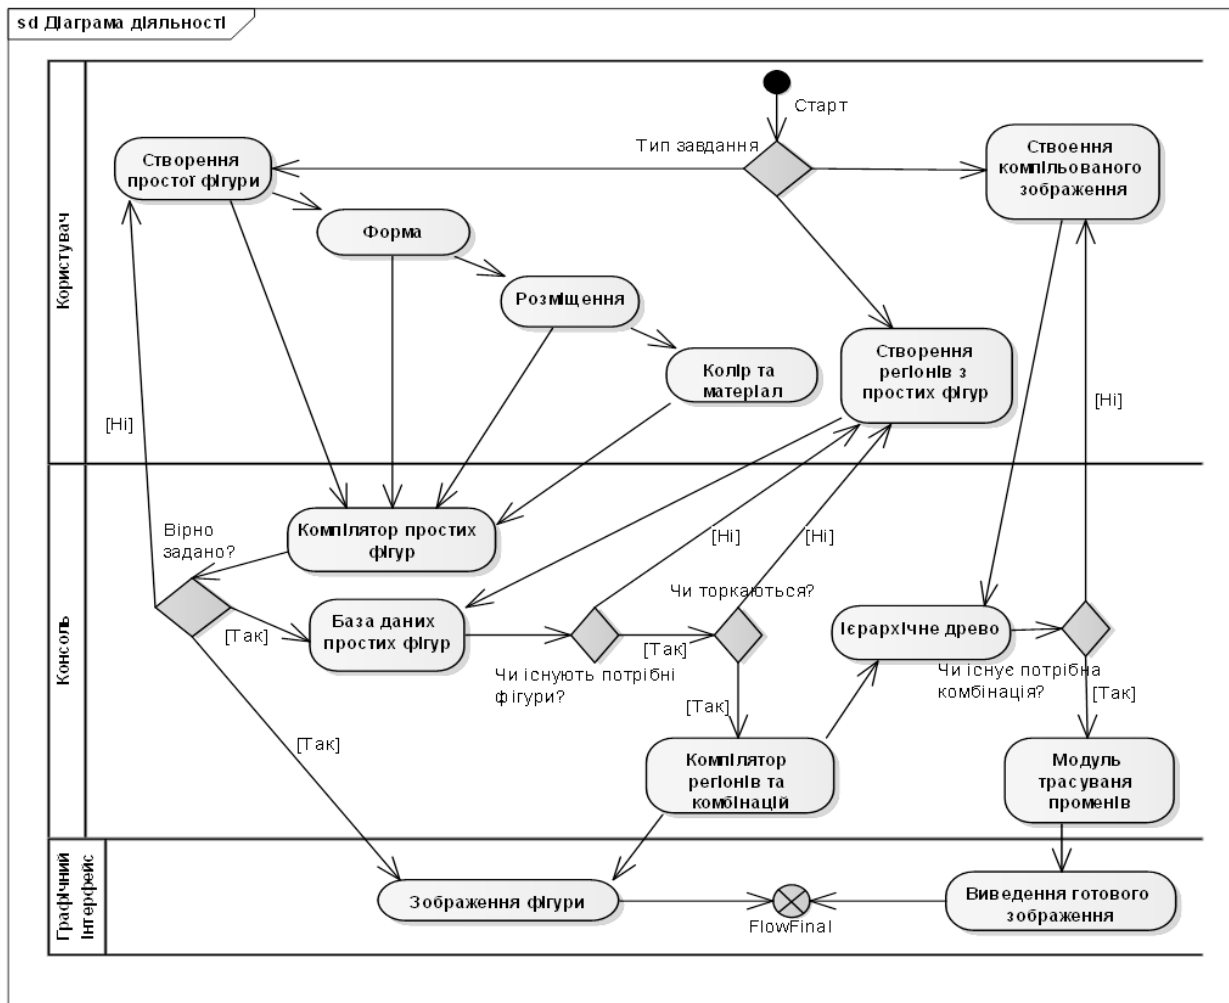 sd Діаграма діяльності
Користувач
Старт
Тип завдання
Створення
простої фігури
Ствоення
компільованого
зображення
Форма
Розміщення
Колір та
матеріал
Створення
регіонів з
простих фігур
[Ні]
[Ні]
Консоль
Компілятор простих
фігур
Вірно
задано?
[Ні]
[Ні]
Чи торкаються?
База даних
простих фігур
[Так]
Ієрархічне древо
[Так]
Чи існують потрібні
фігури?
Чи існує потрібна
комбінація?
[Так]
[Так]
[Так]
Компілятор
регіонів та
комбінацій
Модуль
трасуваня
променів
Графічний
Інтерфейс
Зображення фігури
FlowFinal
Виведення готового
зображення